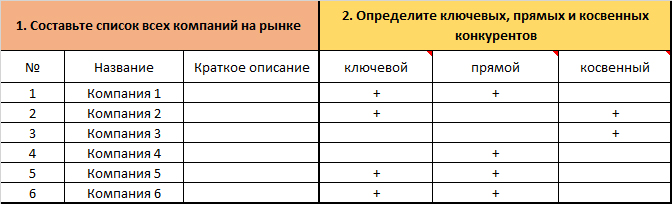 1. Составьте список всех компаний на рынке
2. Определите ключевых, прямых и косвенных
конкурентов
№ Название Краткое описание ключевой прямой косвенный
1 Компания 1 + +
2 Компания 2 + +
3 Компания 3 +
4 Компания 4 +
5 Компания 5 + +
6 Компания 6 + +